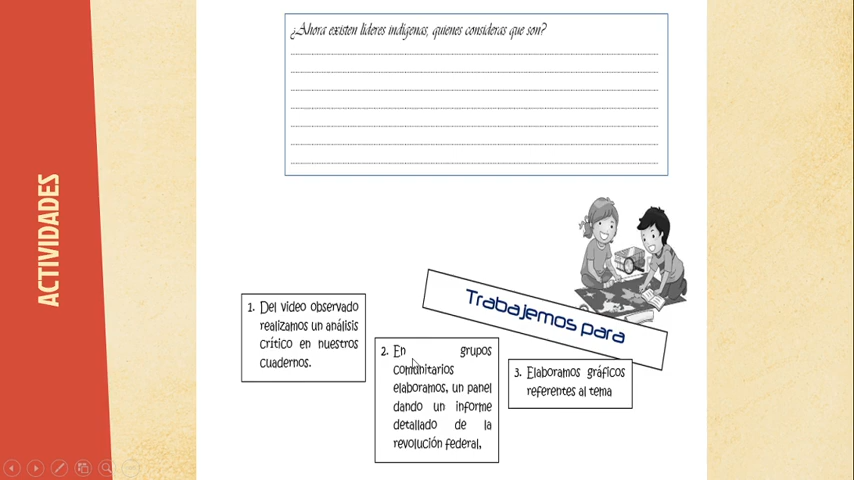 ACTIVIDADES
¿Ahora existen líderes indígenas, quienes consideras que son?
Trabajemos para
1. Del video observado
realizamos un análisis
crítico en nuestros
cuadernos.
2. En grupos
comunitarios
elaboramos, un panel
dando un informe
detallado de la
revolución federal,
3. Elaboramos gráficos
referentes al tema